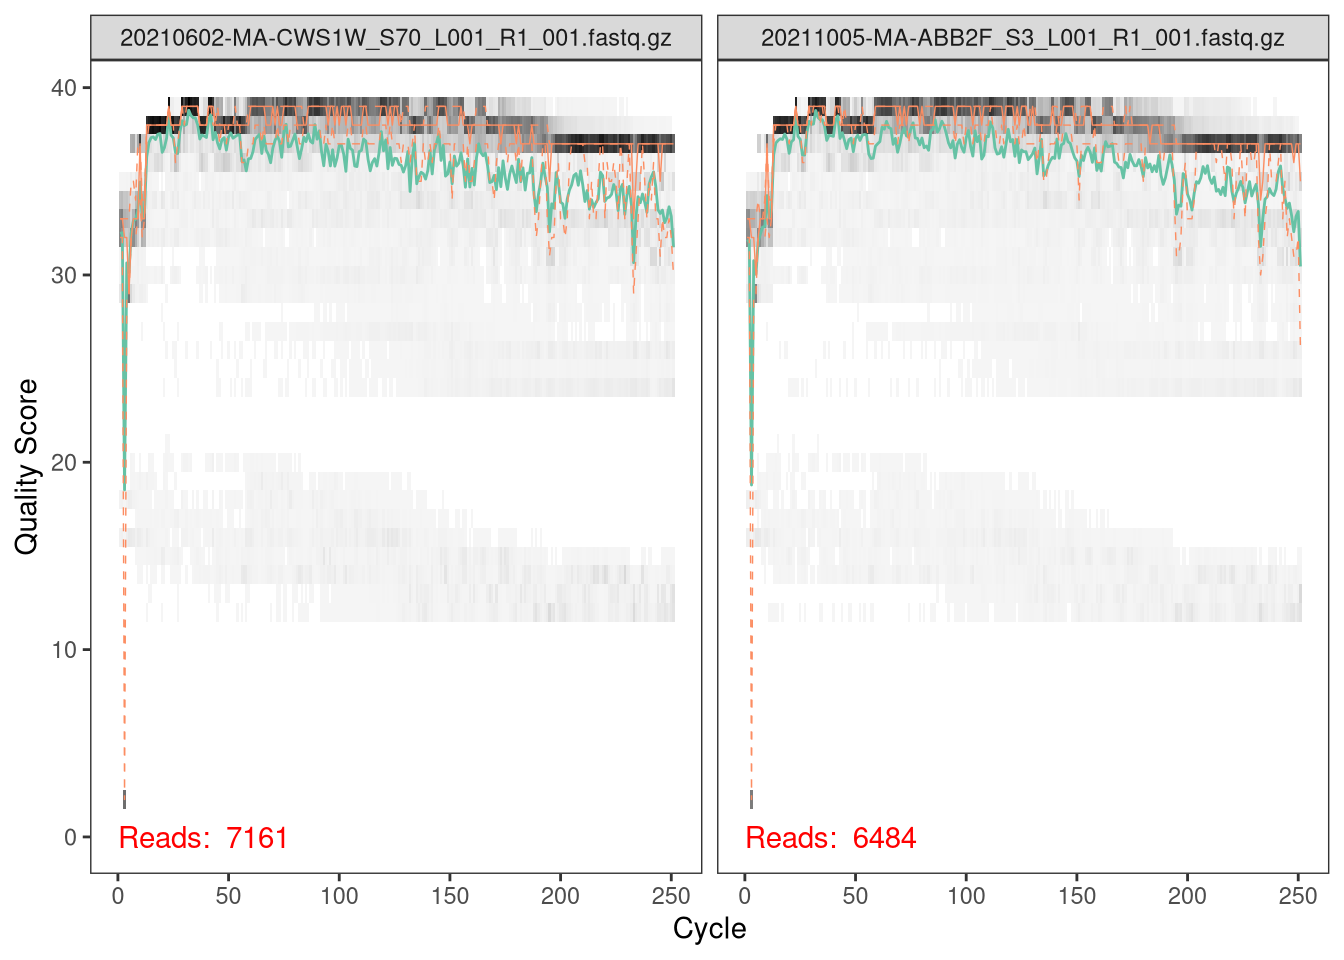 20210602-MA-CWS1W_S70_L001_R1_001.fastq.gz
20211005-MA-ABB2F_S3_L001_R1_001.fastq.gz
40
30
20
10
0
Quality Score
Reads: 7161
Reads: 6484
0 50 100 150 200 250
0 50 100 150 200 250
Cycle